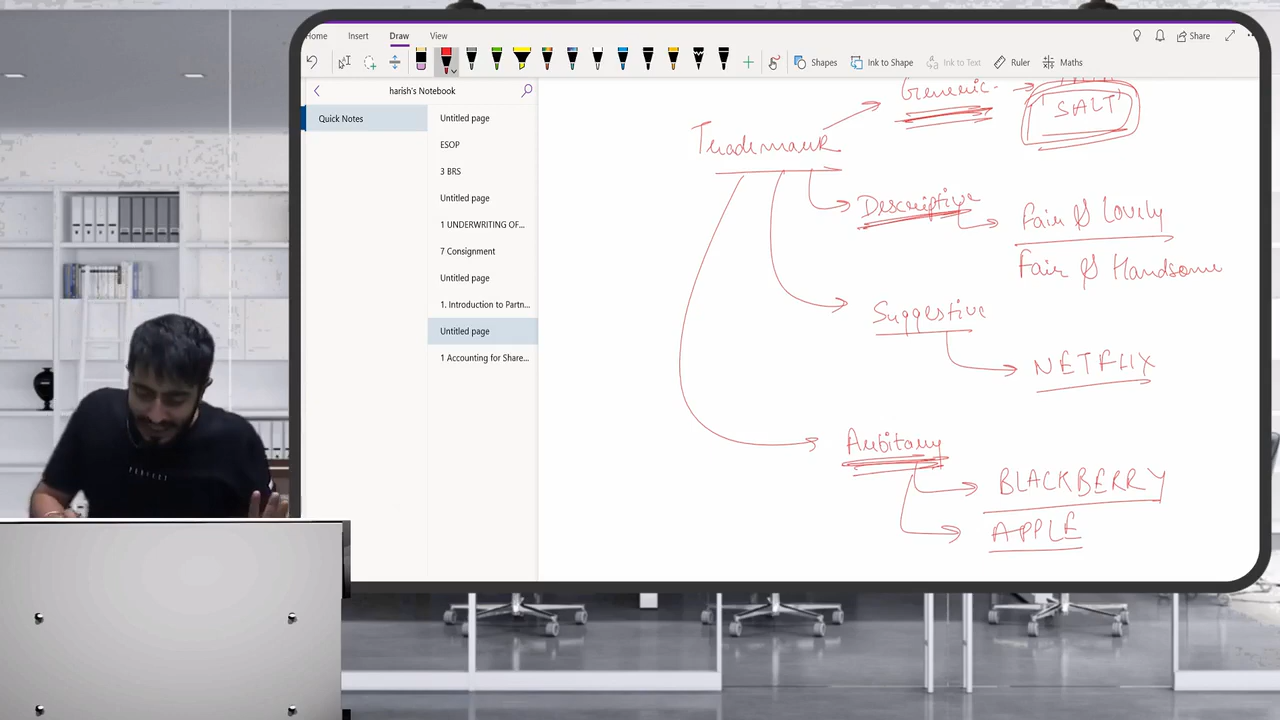 Home Insert Draw View Share
Shapes Ink to Shape Ink to Text Ruler Maths
harish's Notebook
Quick Notes
Untitled page
ESOP
3 BRS
Untitled page
1 UNDERWRITING OF...
7 Consignment
Untitled page
1. Introduction to Partn...
Untitled page
1 Accounting for Share...
Generic
'SALT'
Trademark
Descriptive
Fair & Lovely
Fair & Handsome
Suggestive
NETFLIX
Arbitary
BLACKBERRY
APPLE